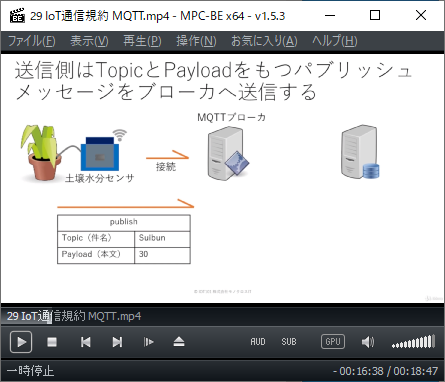 29 IoT通信規約 MQTT.mp4 - MPC-BE x64 - v1.5.3
ファイル(F) 表示(V) 再生(P) 操作(N) お気に入り(A) ヘルプ(H)
送信側はTopicとPayloadをもつパブリッシュ
メッセージをブローカへ送信する
MQTTブローカ
接続
土壌水分センサ
publish
Topic（件名） Suibun
Payload（本文） 30
29 IoT通信規約 MQTT.mp4
AUD SUB GPU
一時停止 - 00:16:38 / 00:18:47